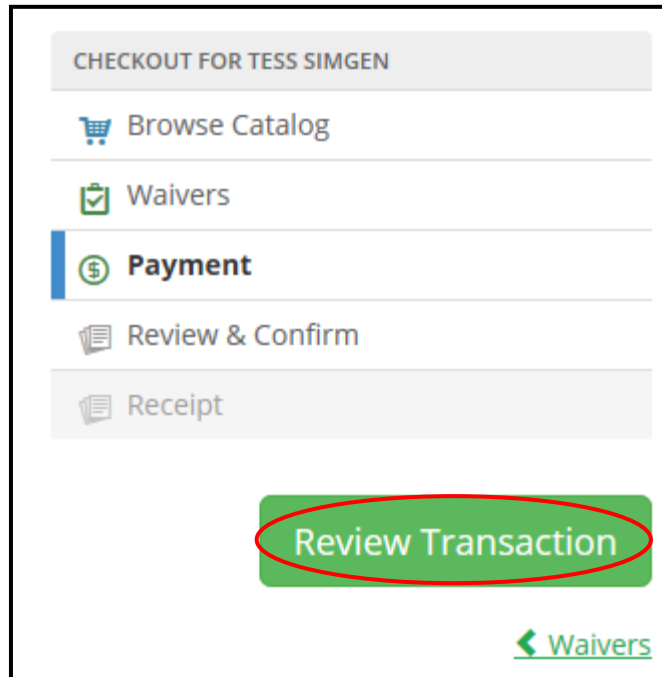 CHECKOUT FOR TESS SIMGEN
Browse Catalog
Waivers
Payment
Review & Confirm
Receipt
Review Transaction
Waivers